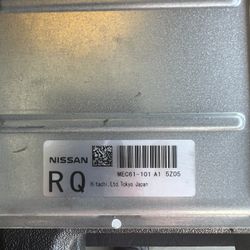 NISSAN
MEC61-101 A1 5Z05
RQ
Hitachi,Ltd.Tokyo Japan